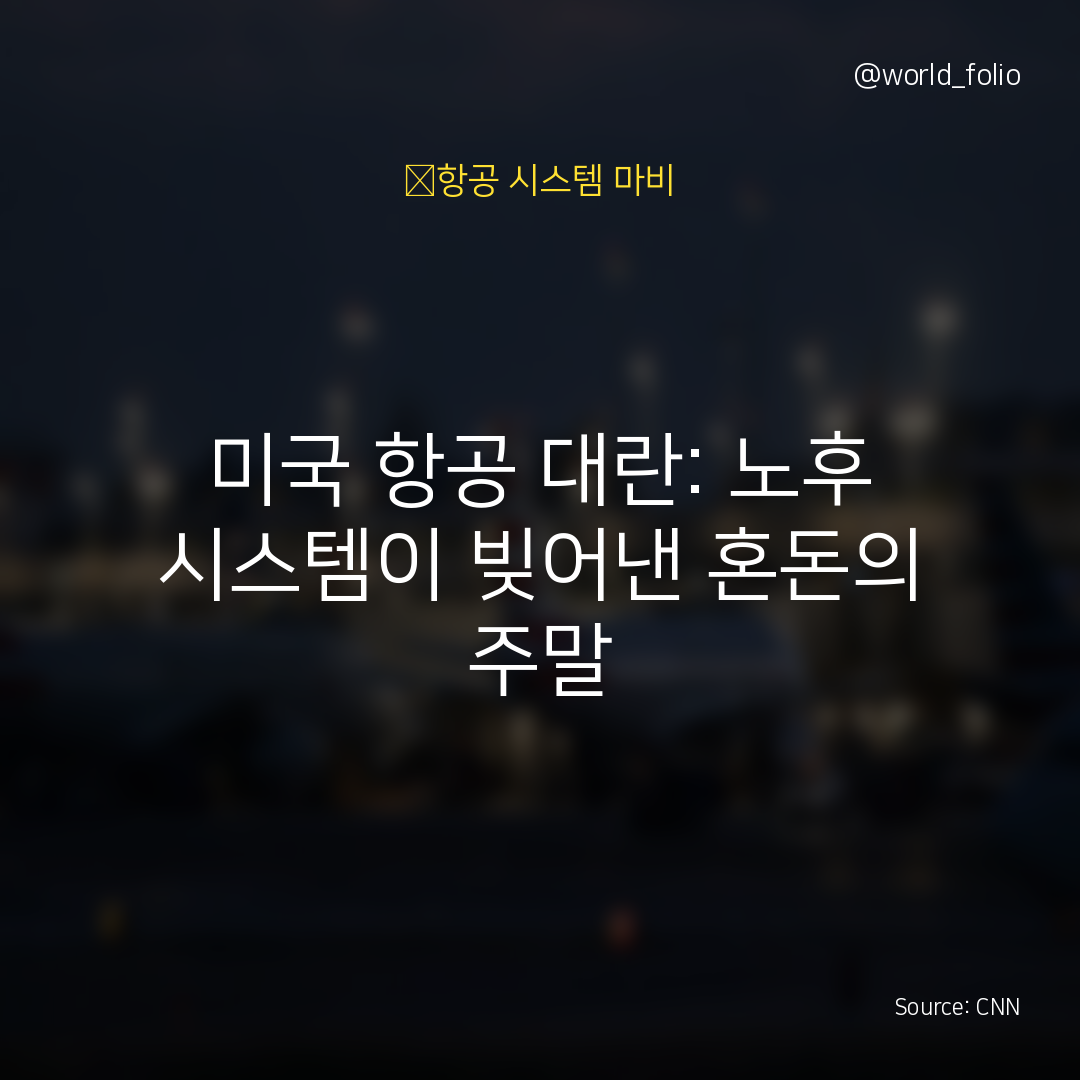 @world_folio
항공 시스템 마비
미국 항공 대란: 노후
시스템이 빚어낸 혼돈의
주말
Source: CNN